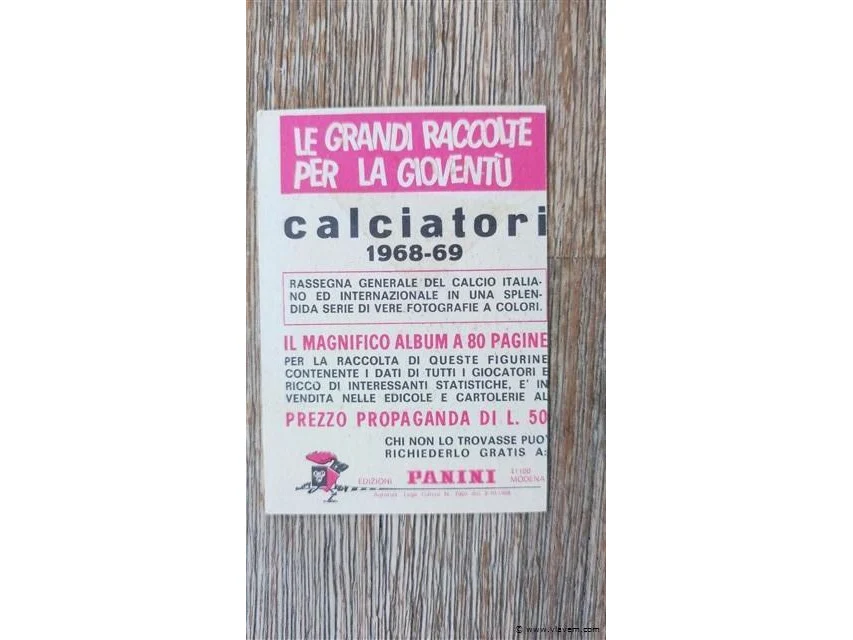 LE GRANDI RACCOLTE
PER LA GIOVENTÙ
calciatori
1968-69
RASSEGNA GENERALE DEL CALCIO ITALIA-
NO ED INTERNAZIONALE IN UNA SPLEN-
DIDA SERIE DI VERE FOTOGRAFIE A COLORI.
IL MAGNIFICO ALBUM A 80 PAGINE
PER LA RACCOLTA DI QUESTE FIGURINE
CONTENENTE I DATI DI TUTTI I GIOCATORI E
RICCO DI INTERESSANTI STATISTICHE, E' IN
VENDITA NELLE EDICOLE E CARTOLERIE AL
PREZZO PROPAGANDA DI L. 50
CHI NON LO TROVASSE PUO'
RICHIEDERLO GRATIS A:
EDIZIONI PANINI 41100 MODENA
© www.vlavem.com